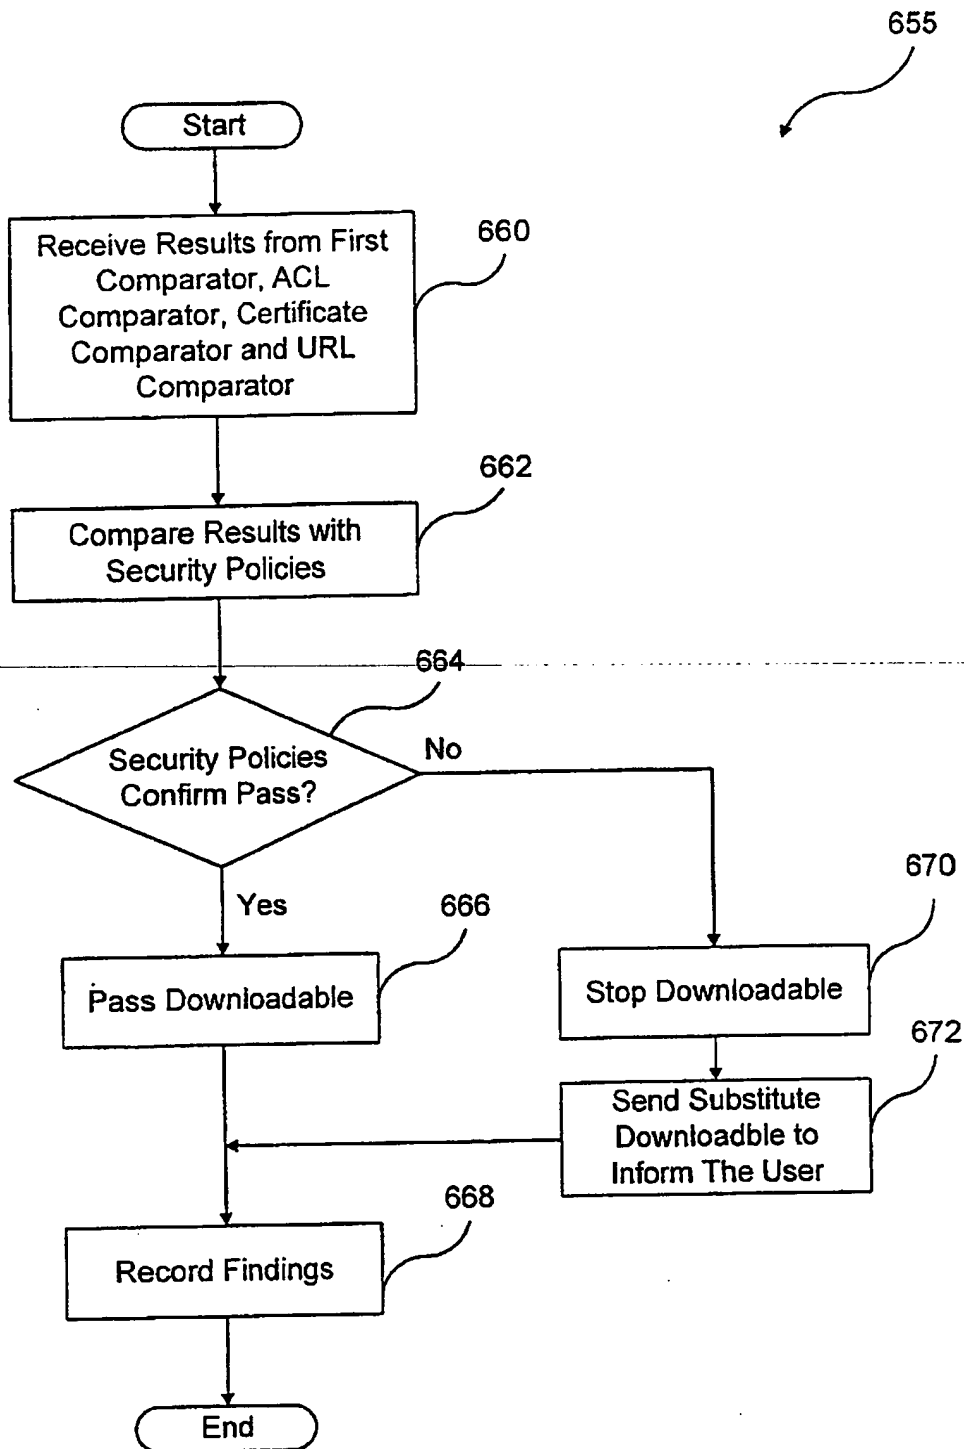 655
Start
660
Receive Results from First
Comparator, ACL
Comparator, Certificate
Comparator and URL
Comparator
662
Compare Results with
Security Policies
664
Security Policies
Confirm Pass?
No
Yes
666
Pass Downloadable
670
Stop Downloadable
672
Send Substitute
Downloadble to
Inform The User
668
Record Findings
End